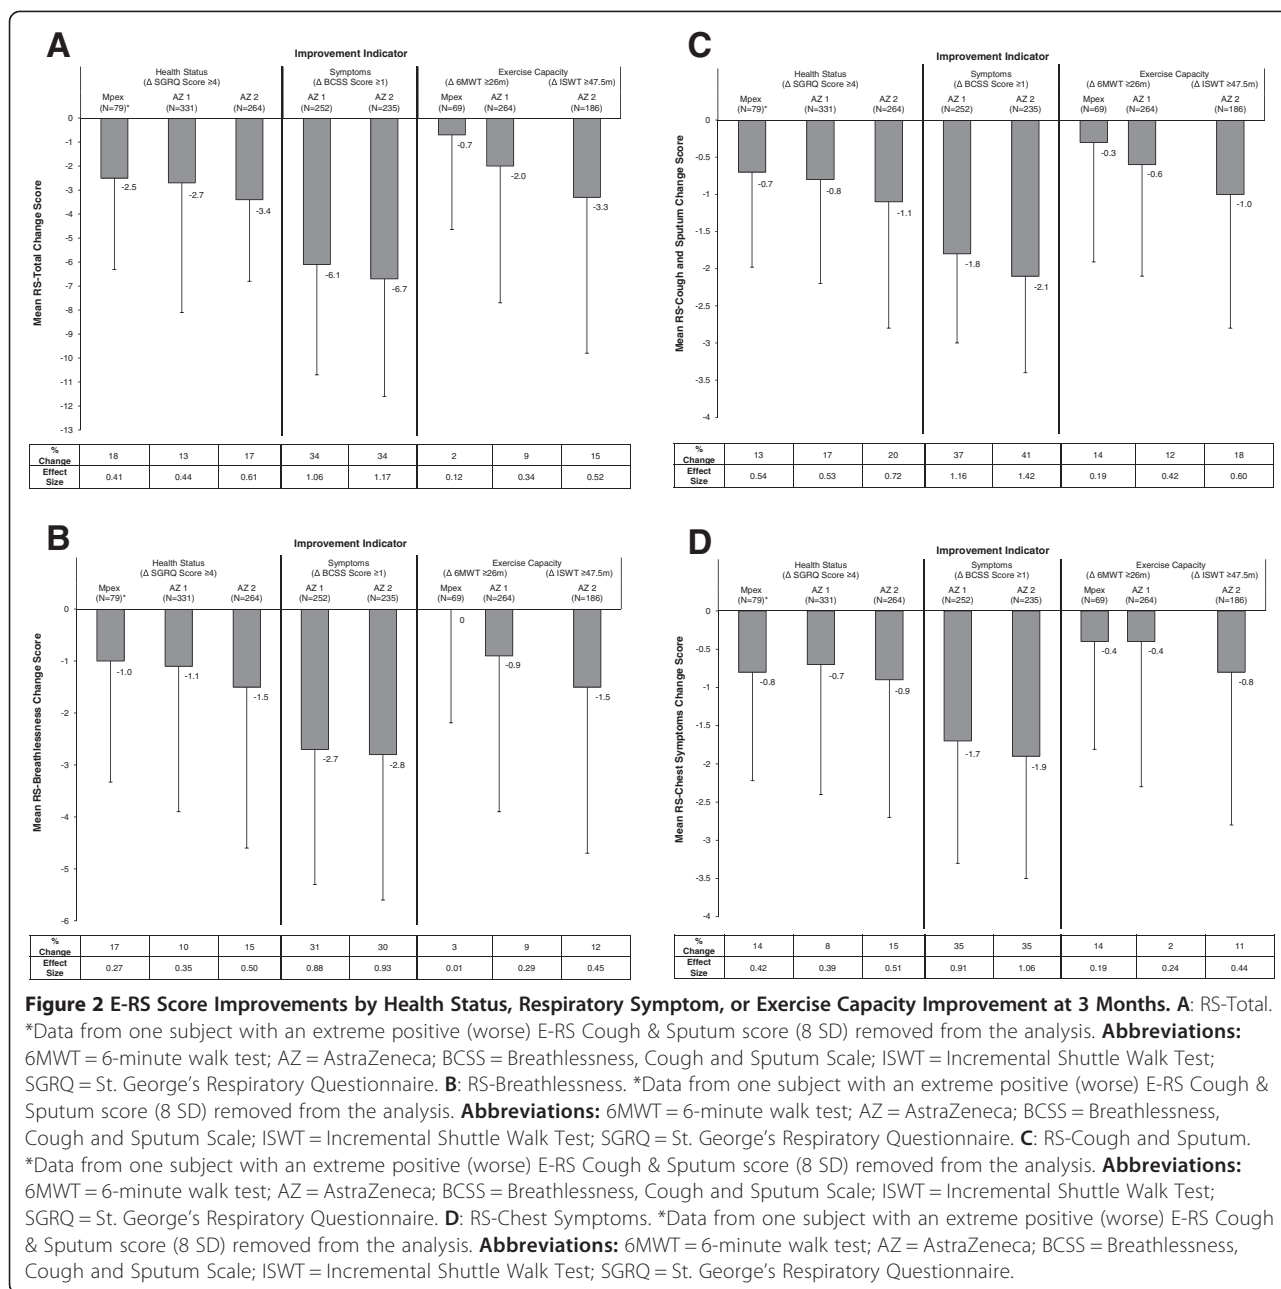 A
Improvement Indicator
Health Status
(Δ SGRQ Score ≥4)
Symptoms
(Δ BCSS Score ≥1)
Exercise Capacity
(Δ 6MWT ≥26m) (Δ ISWT ≥47.5m)
Mpex AZ 1 AZ 2 AZ 1 AZ 2 Mpex AZ 1 AZ 2
(N=79)* (N=331) (N=264) (N=252) (N=235) (N=69) (N=264) (N=186)
Mean RS-Total Change Score
0
-1
-2
-3
-4
-5
-6
-7
-8
-9
-10
-11
-12
-13
-2.5 -2.7 -3.4 -6.1 -6.7 -0.7 -2.0 -3.3
% Change 18 13 17 34 34 2 9 15
Effect Size 0.41 0.44 0.61 1.06 1.17 0.12 0.34 0.52
B
Improvement Indicator
Health Status
(Δ SGRQ Score ≥4)
Symptoms
(Δ BCSS Score ≥1)
Exercise Capacity
(Δ 6MWT ≥26m) (Δ ISWT ≥47.5m)
Mpex AZ 1 AZ 2 AZ 1 AZ 2 Mpex AZ 1 AZ 2
(N=79)* (N=331) (N=264) (N=252) (N=235) (N=69) (N=264) (N=186)
Mean RS-Breathlessness Change Score
0
-1
-2
-3
-4
-5
-6
-1.0 -1.1 -1.5 -2.7 -2.8 0 -0.9 -1.5
% Change 17 10 15 31 30 3 9 12
Effect Size 0.27 0.35 0.50 0.88 0.93 0.01 0.29 0.45
C
Improvement Indicator
Health Status
(Δ SGRQ Score ≥4)
Symptoms
(Δ BCSS Score ≥1)
Exercise Capacity
(Δ 6MWT ≥26m) (Δ ISWT ≥47.5m)
Mpex AZ 1 AZ 2 AZ 1 AZ 2 Mpex AZ 1 AZ 2
(N=79)* (N=331) (N=264) (N=252) (N=235) (N=69) (N=264) (N=186)
Mean RS-Cough and Sputum Change Score
0
-0.5
-1
-1.5
-2
-2.5
-3
-3.5
-4
-0.7 -0.8 -1.1 -1.8 -2.1 -0.3 -0.6 -1.0
% Change 13 17 20 37 41 14 12 18
Effect Size 0.54 0.53 0.72 1.16 1.42 0.19 0.42 0.60
D
Improvement Indicator
Health Status
(Δ SGRQ Score ≥4)
Symptoms
(Δ BCSS Score ≥1)
Exercise Capacity
(Δ 6MWT ≥26m) (Δ ISWT ≥47.5m)
Mpex AZ 1 AZ 2 AZ 1 AZ 2 Mpex AZ 1 AZ 2
(N=79)* (N=331) (N=264) (N=252) (N=235) (N=69) (N=264) (N=186)
Mean RS-Chest Symptoms Change Score
0
-0.5
-1
-1.5
-2
-2.5
-3
-3.5
-4
-0.8 -0.7 -0.9 -1.7 -1.9 -0.4 -0.4 -0.8
% Change 14 8 15 35 35 14 2 11
Effect Size 0.42 0.39 0.51 0.91 1.06 0.19 0.24 0.44
Figure 2 E-RS Score Improvements by Health Status, Respiratory Symptom, or Exercise Capacity Improvement at 3 Months. A: RS-Total.
*Data from one subject with an extreme positive (worse) E-RS Cough & Sputum score (8 SD) removed from the analysis. Abbreviations:
6MWT = 6-minute walk test; AZ = AstraZeneca; BCSS = Breathlessness, Cough and Sputum Scale; ISWT = Incremental Shuttle Walk Test;
SGRQ = St. George's Respiratory Questionnaire. B: RS-Breathlessness. *Data from one subject with an extreme positive (worse) E-RS Cough &
Sputum score (8 SD) removed from the analysis. Abbreviations: 6MWT = 6-minute walk test; AZ = AstraZeneca; BCSS = Breathlessness,
Cough and Sputum Scale; ISWT = Incremental Shuttle Walk Test; SGRQ = St. George's Respiratory Questionnaire. C: RS-Cough and Sputum.
*Data from one subject with an extreme positive (worse) E-RS Cough & Sputum score (8 SD) removed from the analysis. Abbreviations:
6MWT = 6-minute walk test; AZ = AstraZeneca; BCSS = Breathlessness, Cough and Sputum Scale; ISWT = Incremental Shuttle Walk Test;
SGRQ = St. George's Respiratory Questionnaire. D: RS-Chest Symptoms. *Data from one subject with an extreme positive (worse) E-RS Cough
& Sputum score (8 SD) removed from the analysis. Abbreviations: 6MWT = 6-minute walk test; AZ = AstraZeneca; BCSS = Breathlessness,
Cough and Sputum Scale; ISWT = Incremental Shuttle Walk Test; SGRQ = St. George's Respiratory Questionnaire.